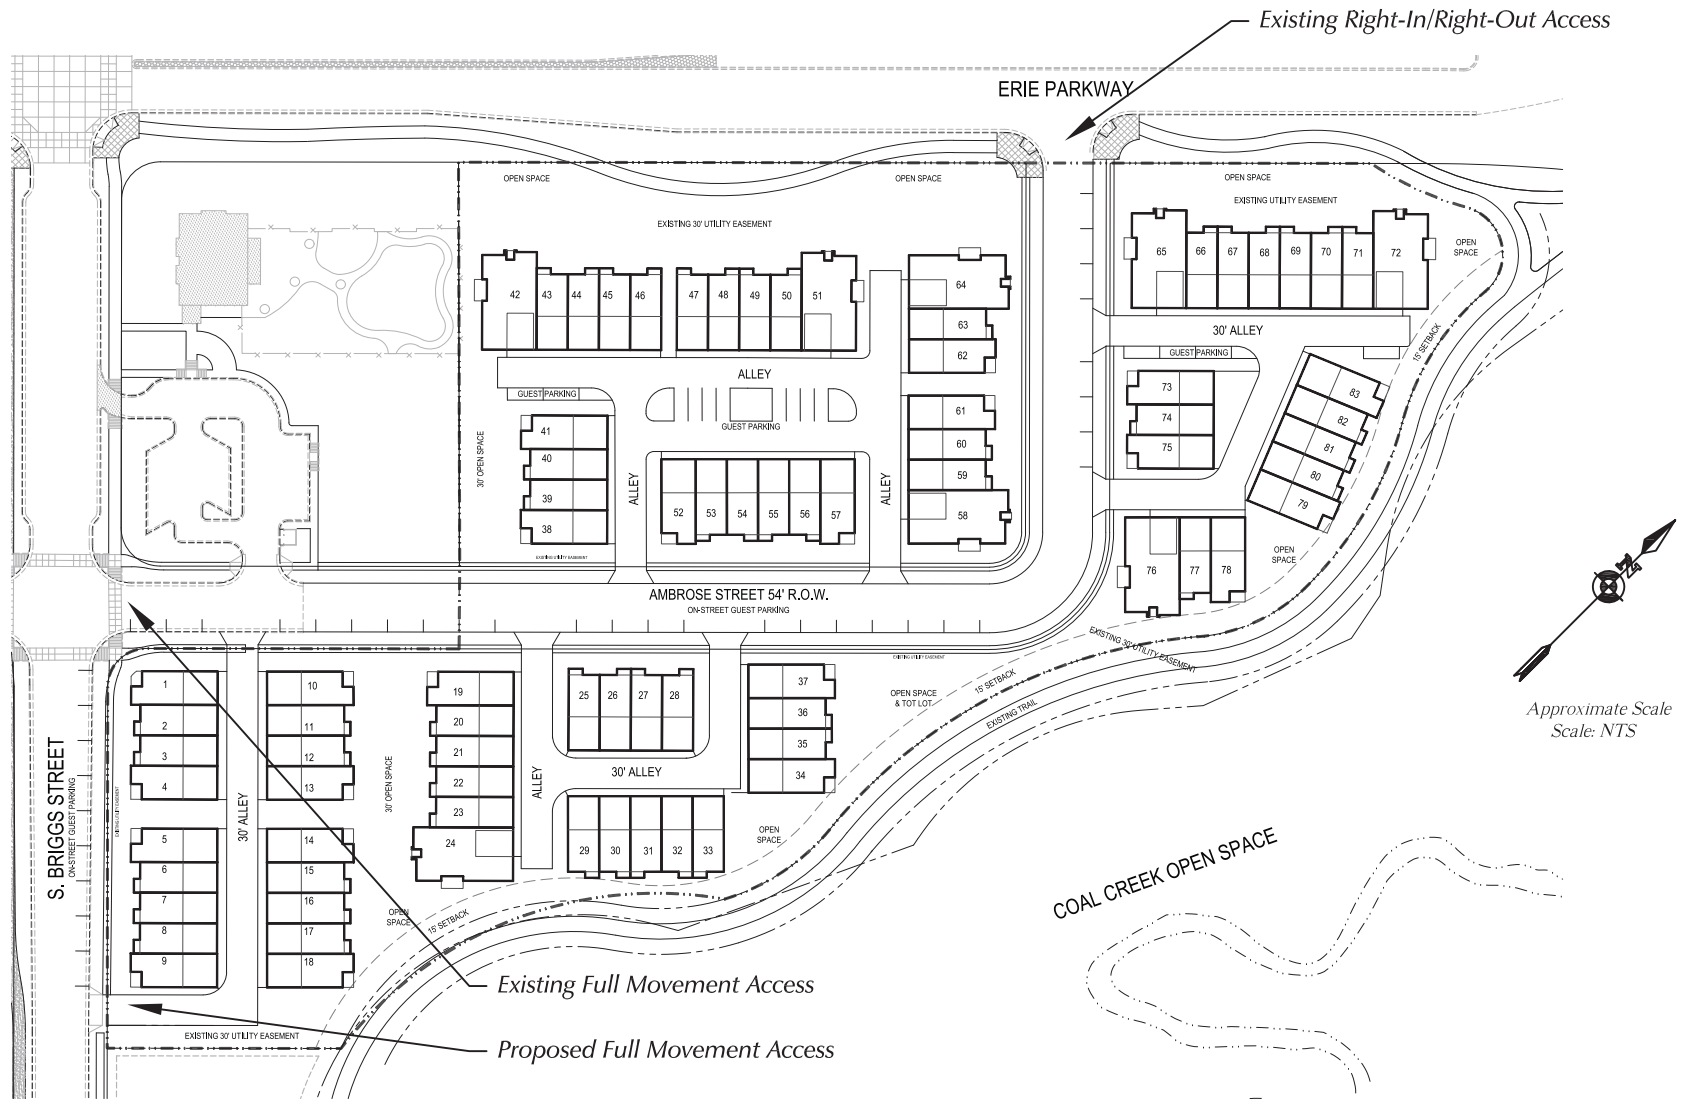 Existing Right-In/Right-Out Access
ERIE PARKWAY
OPEN SPACE
OPEN SPACE
OPEN SPACE
EXISTING 30' UTILITY EASEMENT
EXISTING UTILITY EASEMENT
OPEN
SPACE
65 66 67 68 69 70 71 72
42 43 44 45 46 47 48 49 50 51
64
63
62
30' ALLEY
15' SETBACK
GUEST PARKING
ALLEY
GUEST PARKING
GUEST PARKING
73
74
75
83
82
81
80
79
61
60
59
58
41
40
39
38
30' OPEN SPACE
ALLEY
ALLEY
52 53 54 55 56 57
EXISTING UTILITY EASEMENT
76 77 78
OPEN
SPACE
AMBROSE STREET 54' R.O.W.
ON-STREET GUEST PARKING
EXISTING 30' UTILITY EASEMENT
EXISTING UTILITY EASEMENT
N
Approximate Scale
Scale: NTS
1
2
3
4
5
6
7
8
9
10
11
12
13
14
15
16
17
18
19
20
21
22
23
24
25 26 27 28
37
36
35
34
OPEN SPACE
& TOT LOT
15' SETBACK
EXISTING TRAIL
30' ALLEY
ALLEY
30' OPEN SPACE
30' ALLEY
29 30 31 32 33
OPEN
SPACE
S. BRIGGS STREET
ON-STREET GUEST PARKING
EXISTING UTILITY EASEMENT
OPEN
SPACE
15' SETBACK
COAL CREEK OPEN SPACE
Existing Full Movement Access
EXISTING 30' UTILITY EASEMENT
Proposed Full Movement Access